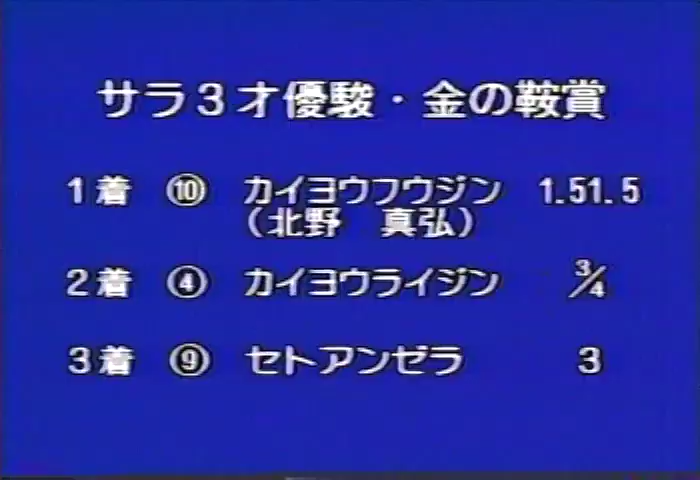 サラ3才優駿・金の鞍賞
1着 ⑩ カイヨウフウジン 1.51.5
(北野 真弘)
2着 ④ カイヨウライジン 3/4
3着 ⑨ セトアンゼラ 3